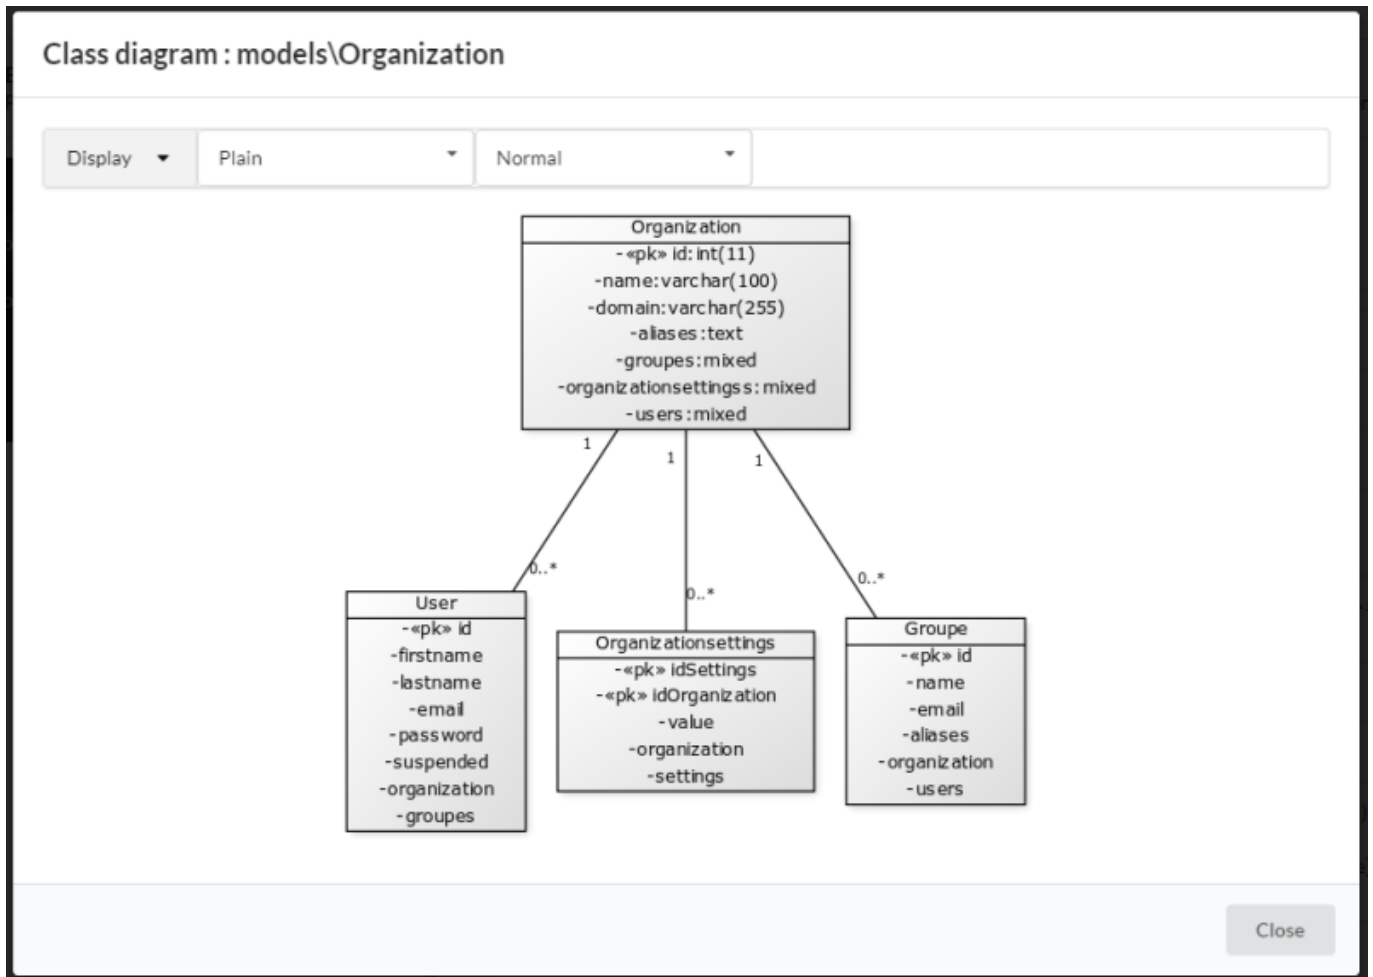 Class diagram : models\Organization
Display
Plain
Normal
Organization
-«pk» id:int(11)
-name:varchar(100)
-domain:varchar(255)
-aliases:text
-groupes:mixed
-organizationsettingss:mixed
-users:mixed
1
1
1
0..*
0..*
0..*
User
-«pk» id
-firstname
-lastname
-email
-password
-suspended
-organization
-groupes
Organizationsettings
-«pk» idSettings
-«pk» idOrganization
-value
-organization
-settings
Groupe
-«pk» id
-name
-email
-aliases
-organization
-users
Close